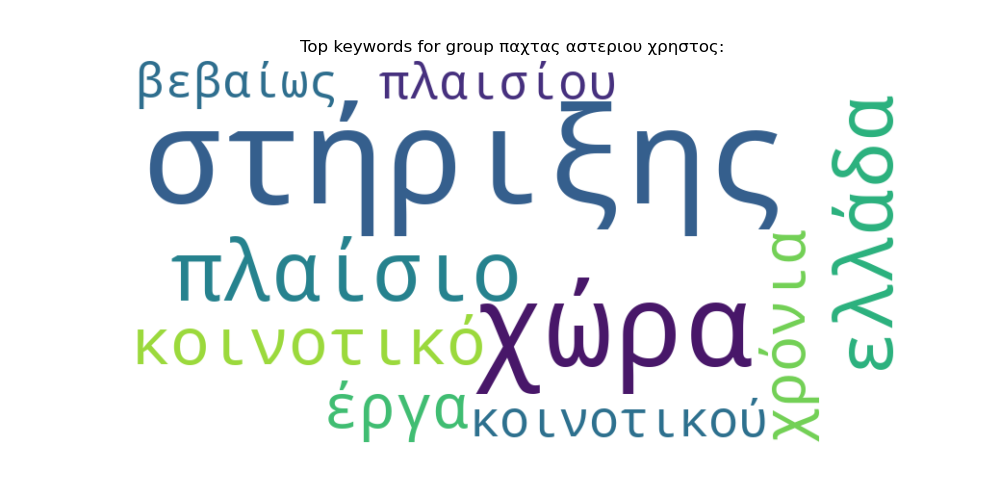 Top keywords for group παχτας αστεριου χρηστος:
βεβαίως πλαισίου
στήριξης
ελλάδα
πλαίσιο
χώρα
χρόνια
κοινοτικό
έργα
κοινοτικού